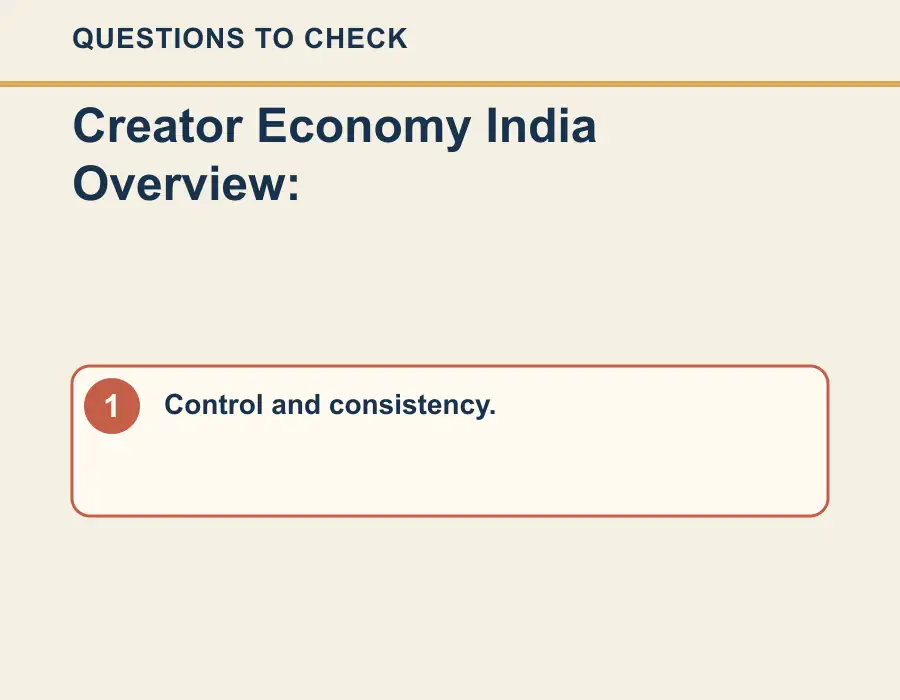 QUESTIONS TO CHECK
Creator Economy India
Overview:
1
Control and consistency.